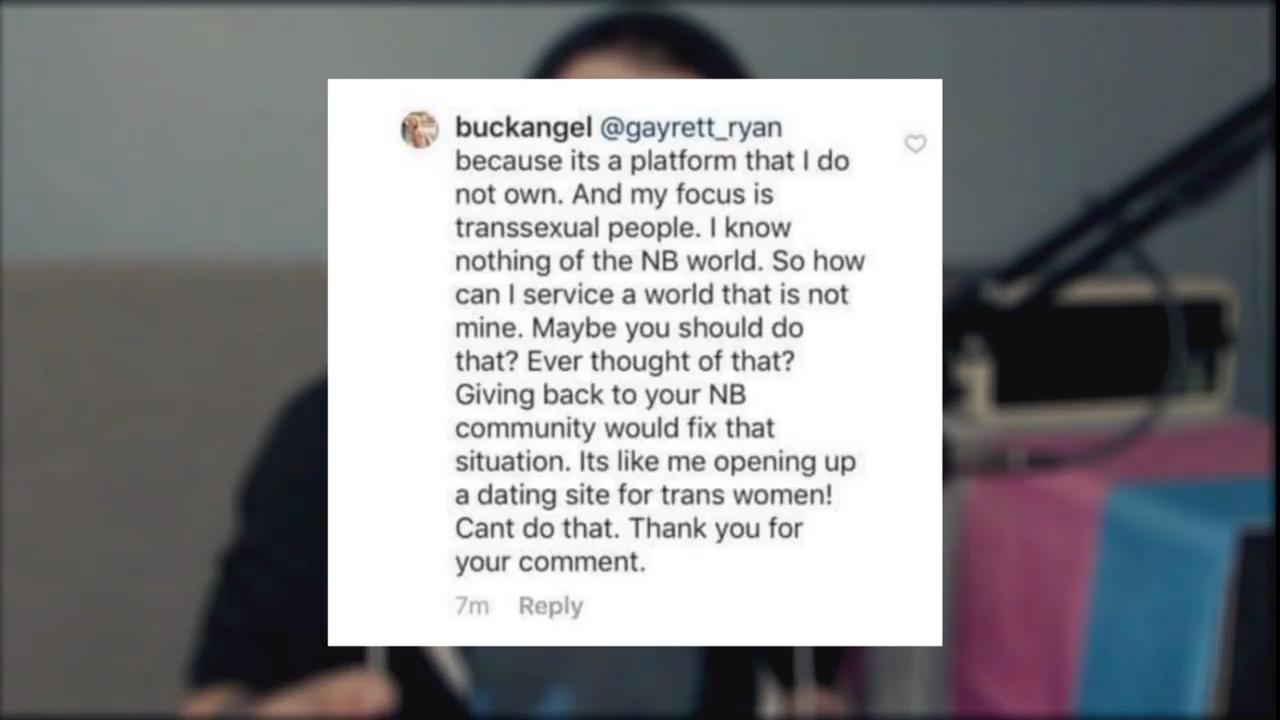 buckangel @gayrett_ryan
because its a platform that I do
not own. And my focus is
transsexual people. I know
nothing of the NB world. So how
can I service a world that is not
mine. Maybe you should do
that? Ever thought of that?
Giving back to your NB
community would fix that
situation. Its like me opening up
a dating site for trans women!
Cant do that. Thank you for
your comment.
7m Reply